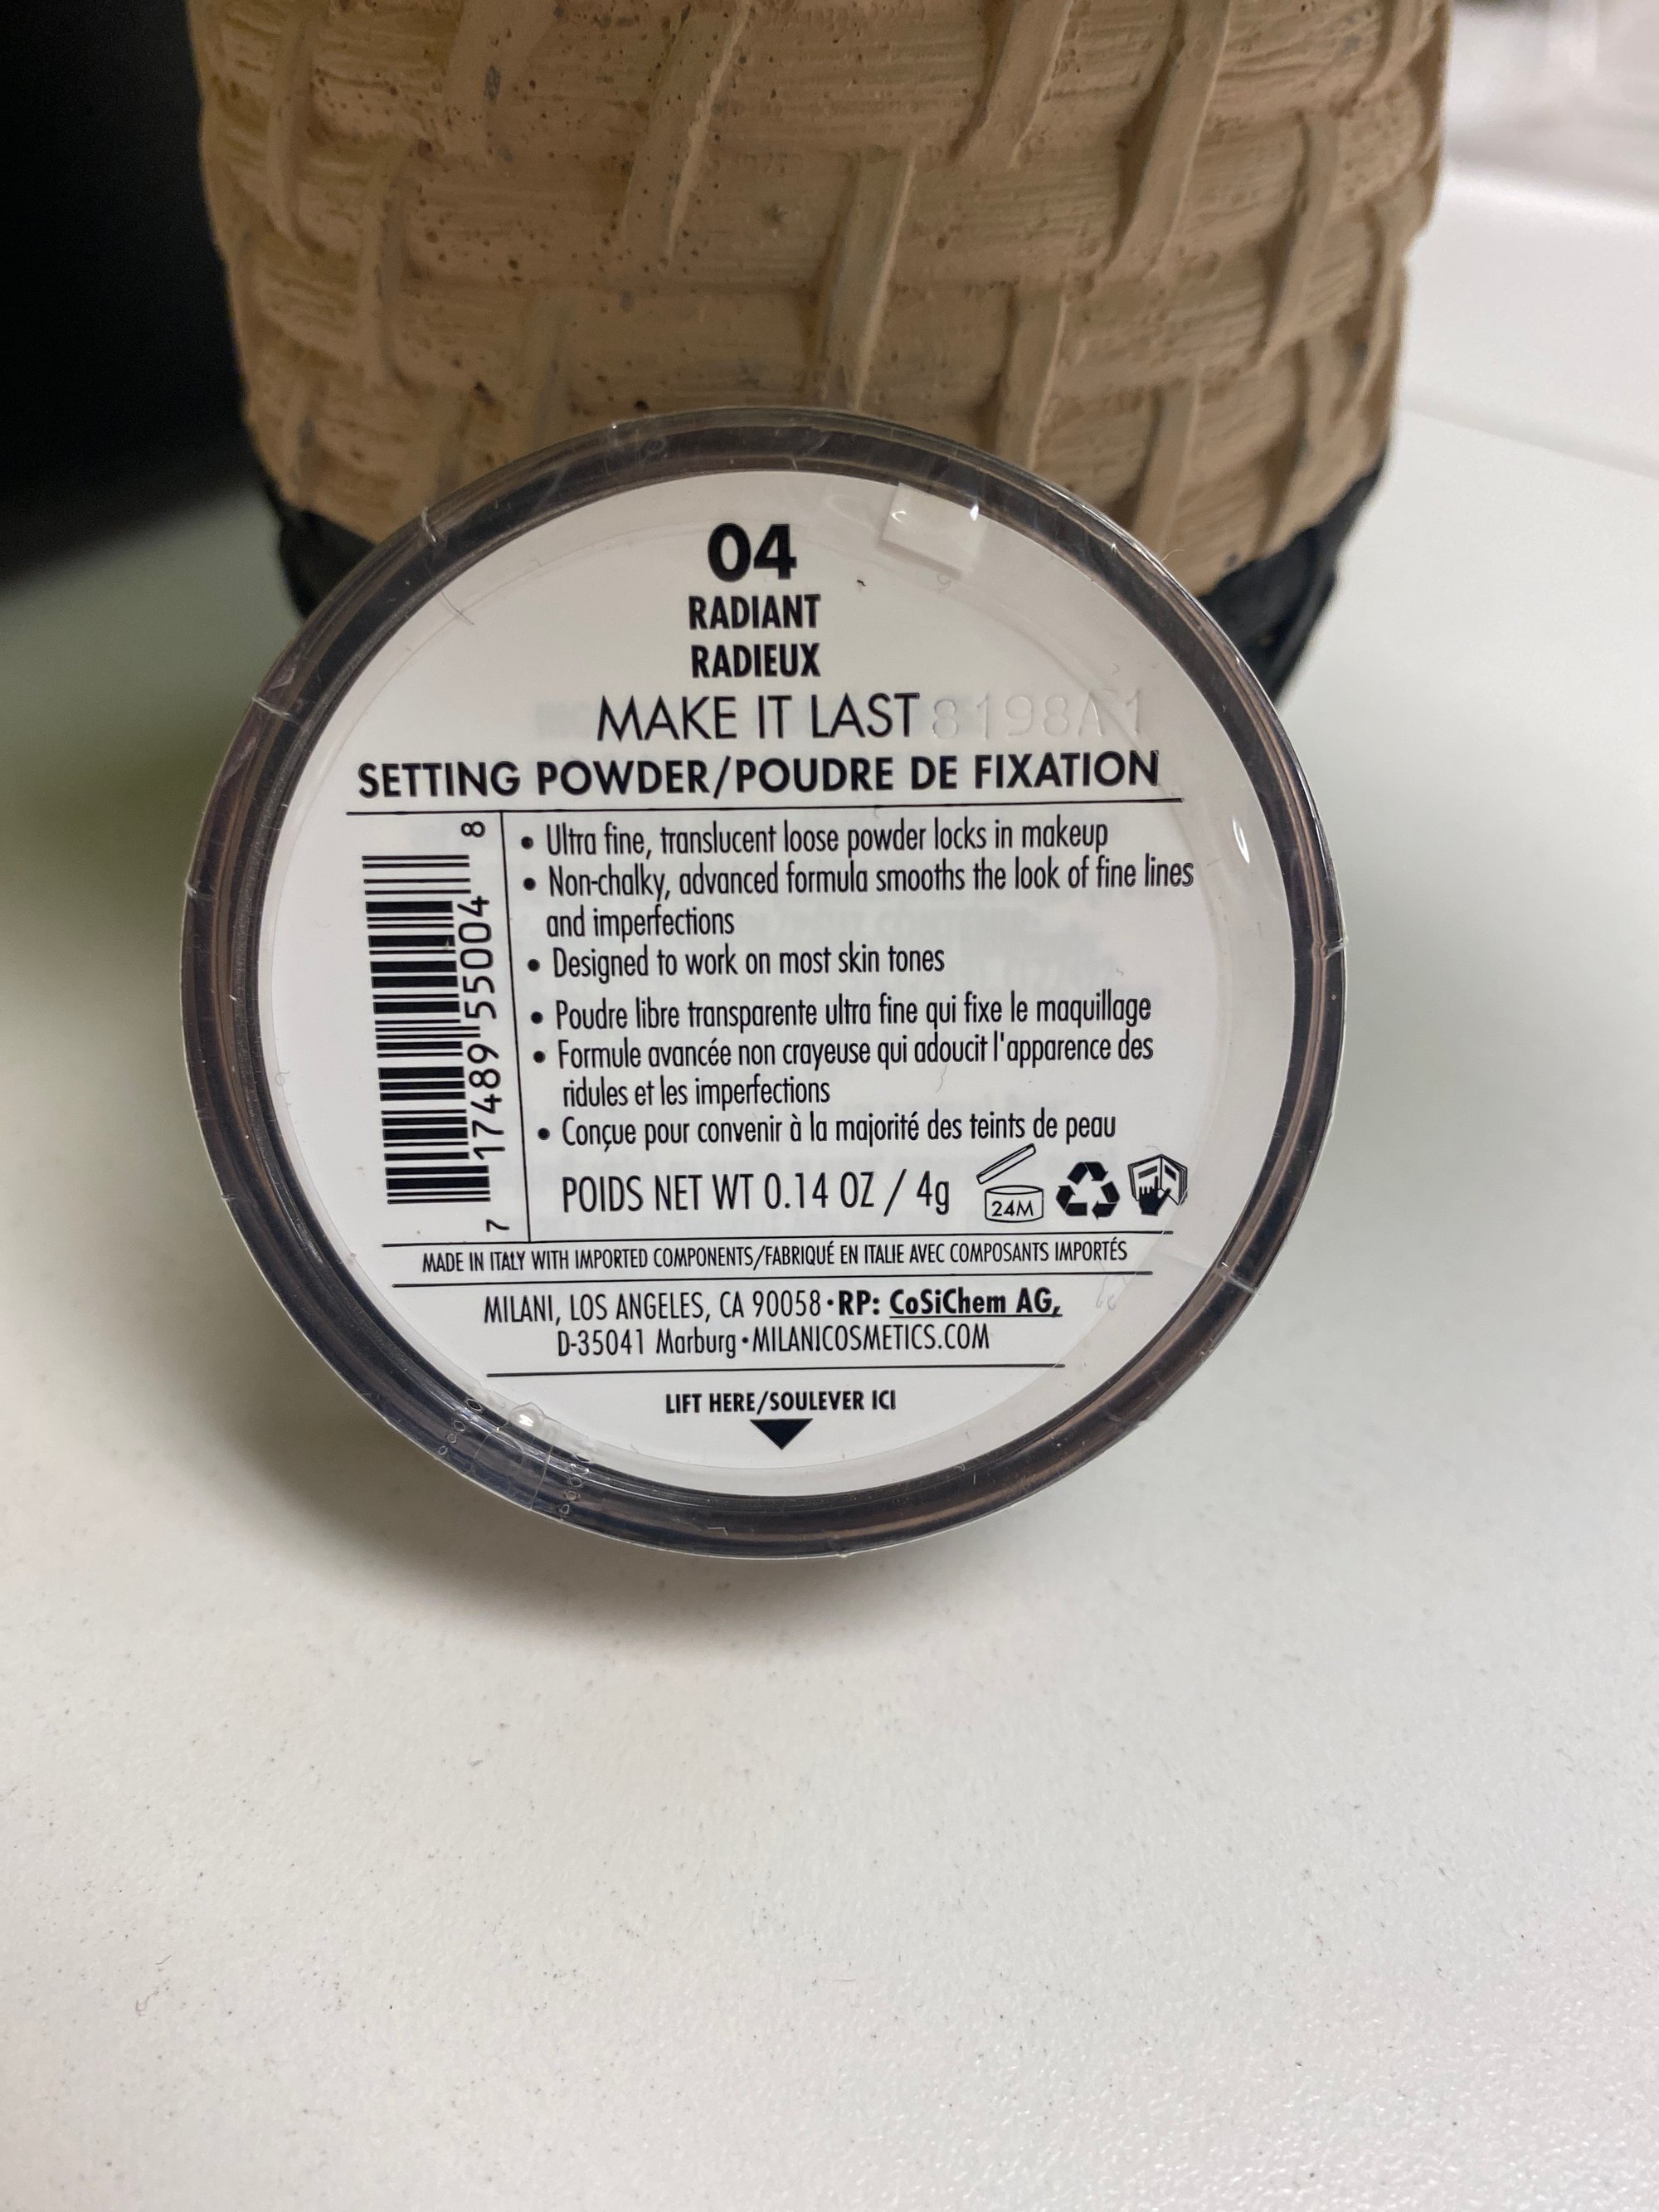 04
RADIANT
RADIEUX
MAKE IT LAST 8198A1
SETTING POWDER/POUDRE DE FIXATION
• Ultra fine, translucent loose powder locks in makeup
• Non-chalky, advanced formula smooths the look of fine lines
and imperfections
• Designed to work on most skin tones
• Poudre libre transparente ultra fine qui fixe le maquillage
• Formule avancée non crayeuse qui adoucit l'apparence des
ridules et les imperfections
• Conçue pour convenir à la majorité des teints de peau
7 17489 55004 8
POIDS NET WT 0.14 OZ / 4g 24M
MADE IN ITALY WITH IMPORTED COMPONENTS/FABRIQUÉ EN ITALIE AVEC COMPOSANTS IMPORTÉS
MILANI, LOS ANGELES, CA 90058 • RP: CoSiChem AG,
D-35041 Marburg • MILANICOSMETICS.COM
LIFT HERE/SOULEVER ICI